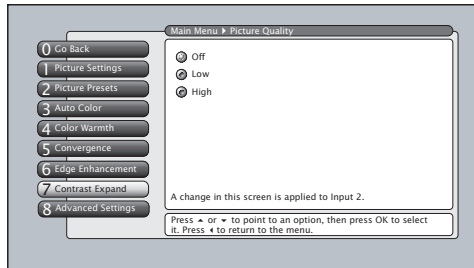 Main Menu ▶ Picture Quality
0 Go Back
1 Picture Settings
2 Picture Presets
3 Auto Color
4 Color Warmth
5 Convergence
6 Edge Enhancement
7 Contrast Expand
8 Advanced Settings
Off
Low
High
A change in this screen is applied to Input 2.
Press ▲ or ▼ to point to an option, then press OK to select
it. Press ◀ to return to the menu.